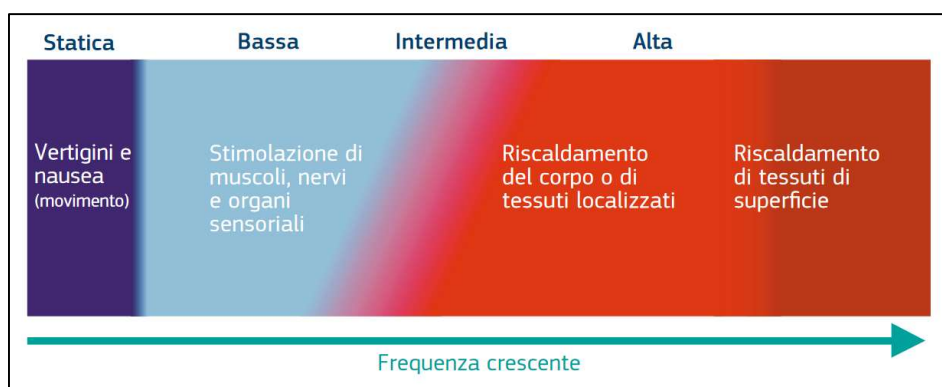 Statica
Bassa
Intermedia
Alta
Vertigini e
nausea
(movimento)
Stimolazione di
muscoli, nervi
e organi
sensoriali
Riscaldamento
del corpo o di
tessuti localizzati
Riscaldamento
di tessuti di
superficie
Frequenza crescente